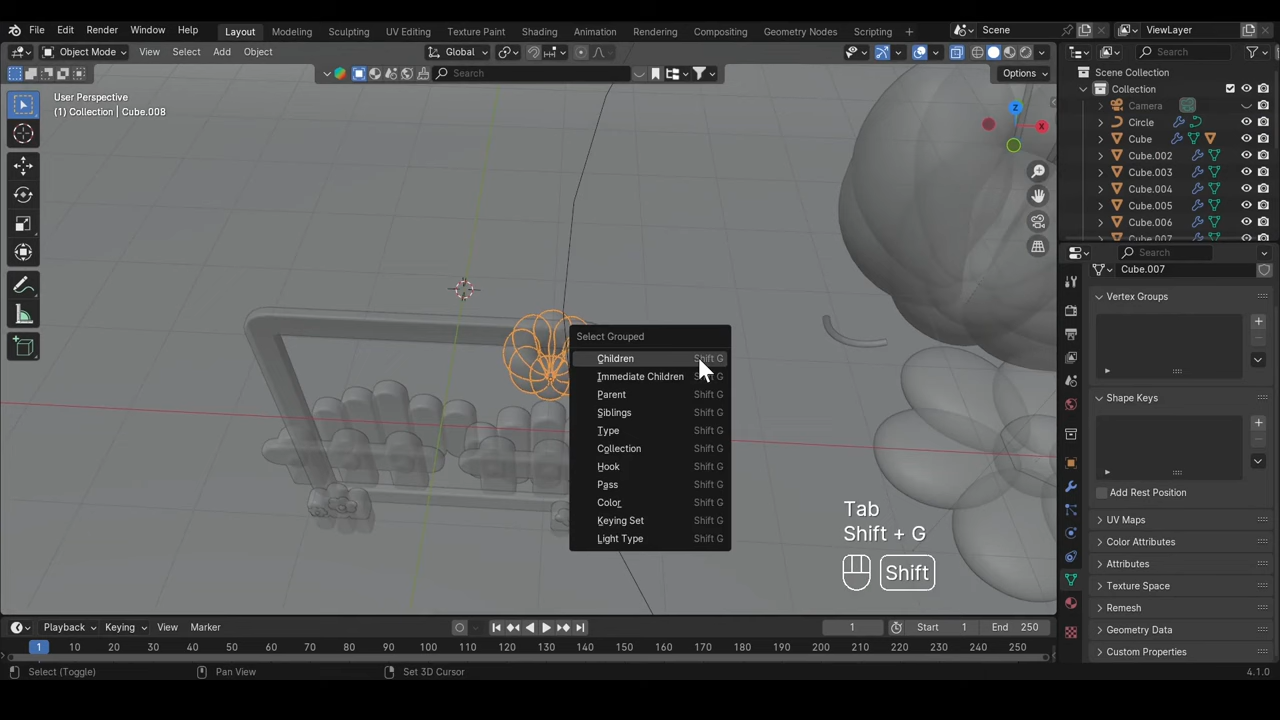 File Edit Render Window Help Layout Modeling Sculpting UV Editing Texture Paint Shading Animation Rendering Compositing Geometry Nodes Scripting Scene ViewLayer
Object Mode View Select Add Object Global Search
Search Options
User Perspective
(1) Collection | Cube.008
Scene Collection
Collection
Camera
Circle
Cube
Cube.002
Cube.003
Cube.004
Cube.005
Cube.006
Cube.007
Z
X
Search
Cube.007
Vertex Groups
Shape Keys
Add Rest Position
UV Maps
Color Attributes
Attributes
Texture Space
Remesh
Geometry Data
Custom Properties
Select Grouped
Children Shift G
Immediate Children Shift G
Parent Shift G
Siblings Shift G
Type Shift G
Collection Shift G
Hook Shift G
Pass Shift G
Color Shift G
Keying Set Shift G
Light Type Shift G
Tab
Shift + G
Shift
Playback Keying View Marker 1 Start 1 End 250
1 10 20 30 40 50 60 70 80 90 100 110 120 130 140 150 160 170 180 190 200 210 220 230 240 250
Select (Toggle) Pan View Set 3D Cursor 4.1.0